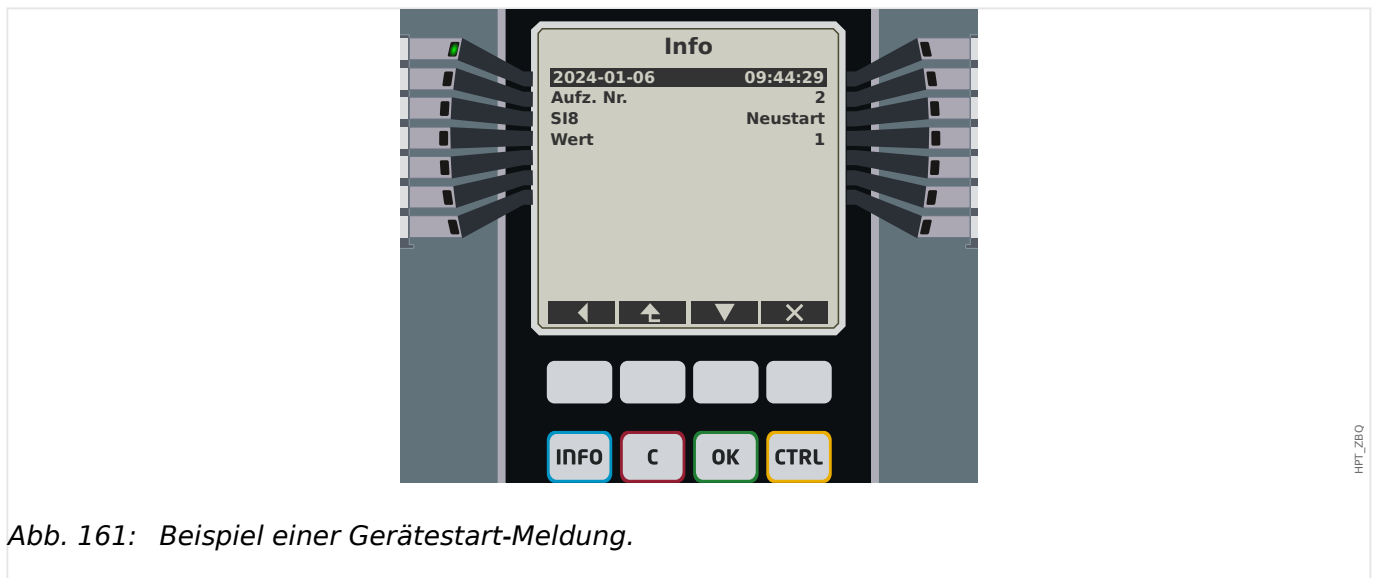 Info
2024-01-06 09:44:29
Aufz. Nr. 2
SI8 Neustart
Wert 1
INFO C OK CTRL
HPT_ZBQ
Abb. 161: Beispiel einer Gerätestart-Meldung.